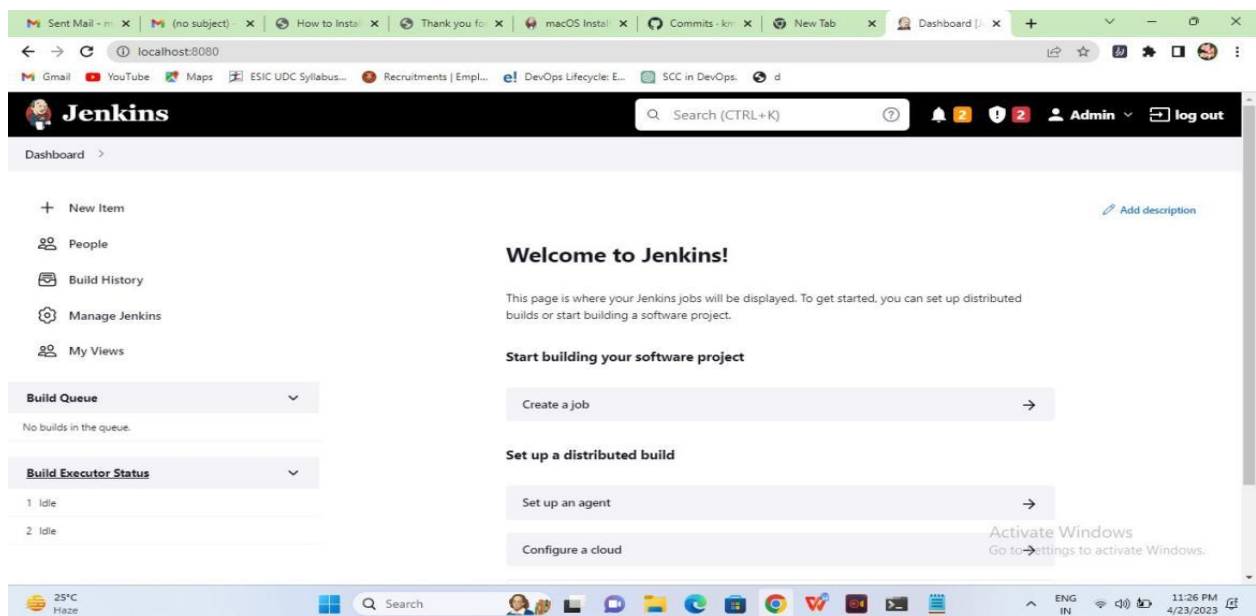 Sent Mail - m
(no subject) -
How to Instal
Thank you fo
macOS Install
Commits · km
New Tab
Dashboard [J
localhost:8080
Gmail
YouTube
Maps
ESIC UDC Syllabus...
Recruitments | Empl...
DevOps Lifecycle: E...
SCC in DevOps.
d
Jenkins
Search (CTRL+K)
2
2
Admin
log out
Dashboard
New Item
People
Build History
Manage Jenkins
My Views
Build Queue
No builds in the queue.
Build Executor Status
1 Idle
2 Idle
Add description
Welcome to Jenkins!
This page is where your Jenkins jobs will be displayed. To get started, you can set up distributed
builds or start building a software project.
Start building your software project
Create a job
Set up a distributed build
Set up an agent
Configure a cloud
Activate Windows
Go to settings to activate Windows.
25°C
Haze
Search
ENG
IN
11:26 PM
4/23/2023